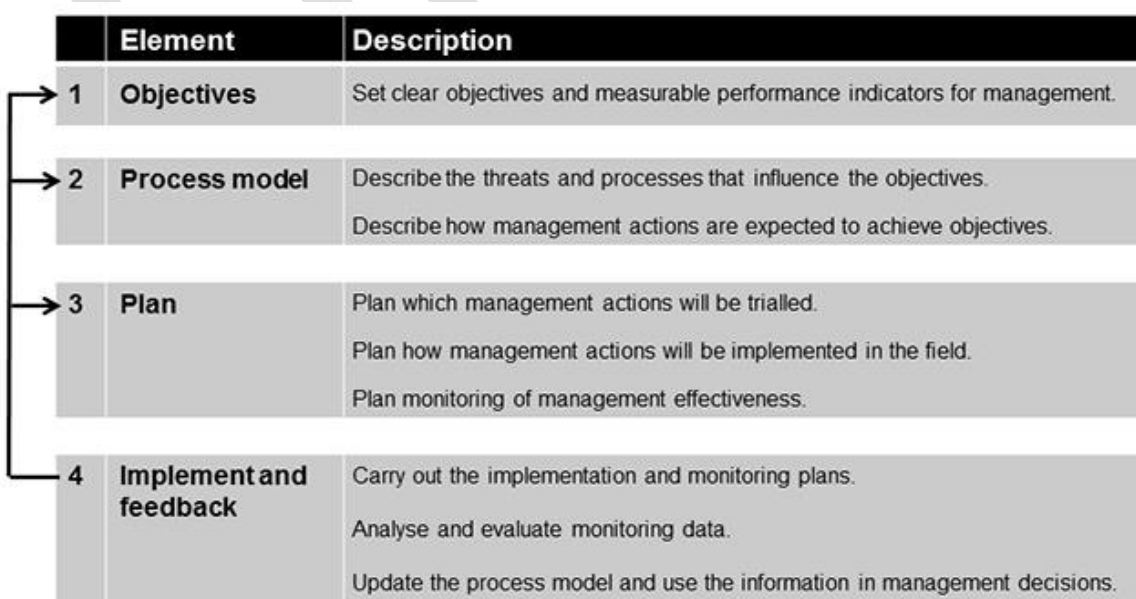 Element Description
1 Objectives Set clear objectives and measurable performance indicators for management.
2 Process model Describe the threats and processes that influence the objectives.
Describe how management actions are expected to achieve objectives.
3 Plan Plan which management actions will be trialled.
Plan how management actions will be implemented in the field.
Plan monitoring of management effectiveness.
4 Implement and Carry out the implementation and monitoring plans.
feedback
Analyse and evaluate monitoring data.
Update the process model and use the information in management decisions.